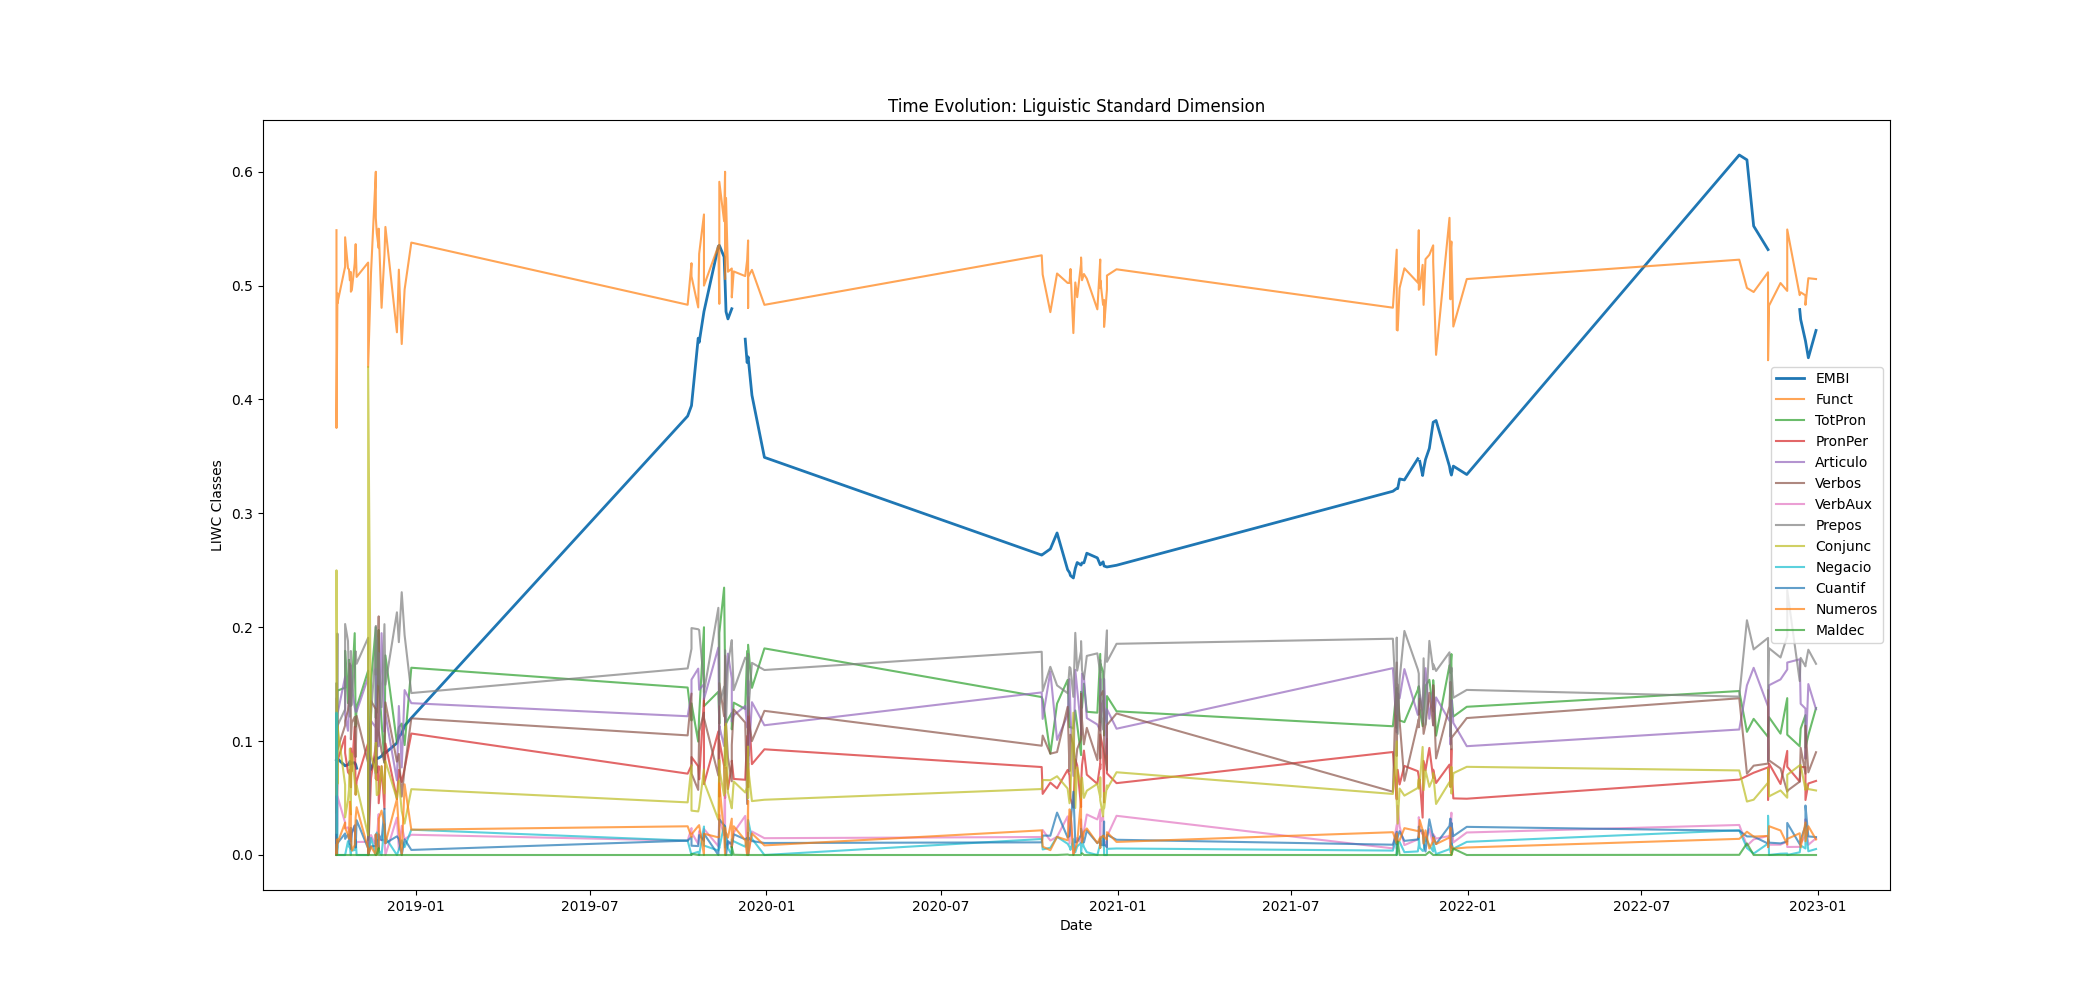 Time Evolution: Liguistic Standard Dimension
LIWC Classes
0.6
0.5
0.4
0.3
0.2
0.1
0.0
EMBI
Funct
TotPron
PronPer
Articulo
Verbos
VerbAux
Prepos
Conjunc
Negacio
Cuantif
Numeros
Maldec
2019-01 2019-07 2020-01 2020-07 2021-01 2021-07 2022-01 2022-07 2023-01
Date